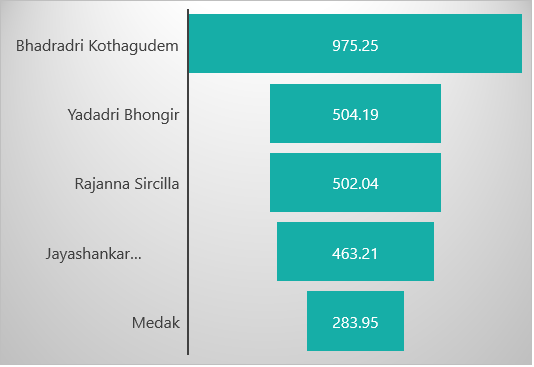 Bhadradri Kothagudem 975.25
Yadadri Bhongir 504.19
Rajanna Sircilla 502.04
Jayashankar... 463.21
Medak 283.95